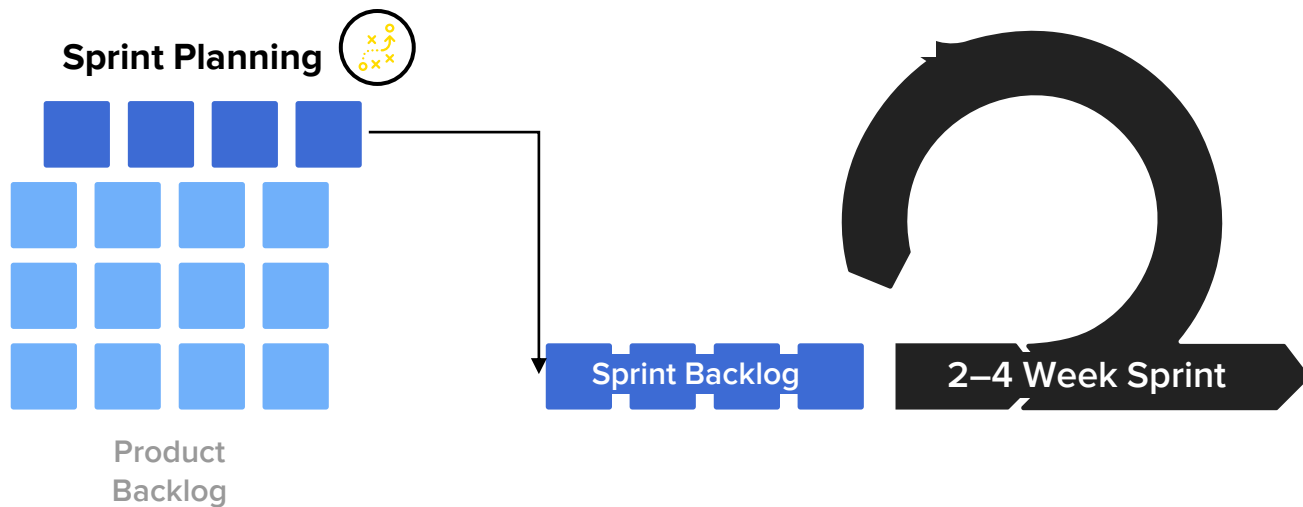 Sprint Planning
Sprint Backlog
2–4 Week Sprint
Product
Backlog